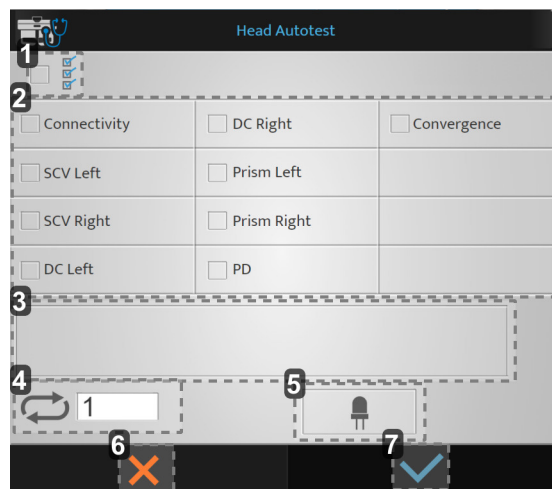 Head Autotest
1
2
Connectivity DC Right Convergence
SCV Left Prism Left
SCV Right Prism Right
DC Left PD
3
4
1
5
6
7